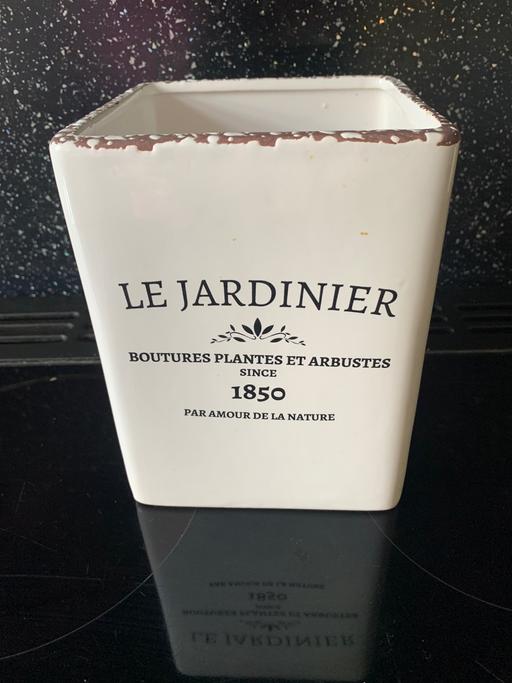 LE JARDINIER
BOUTURES PLANTES ET ARBUSTES
SINCE
1850
PAR AMOUR DE LA NATURE